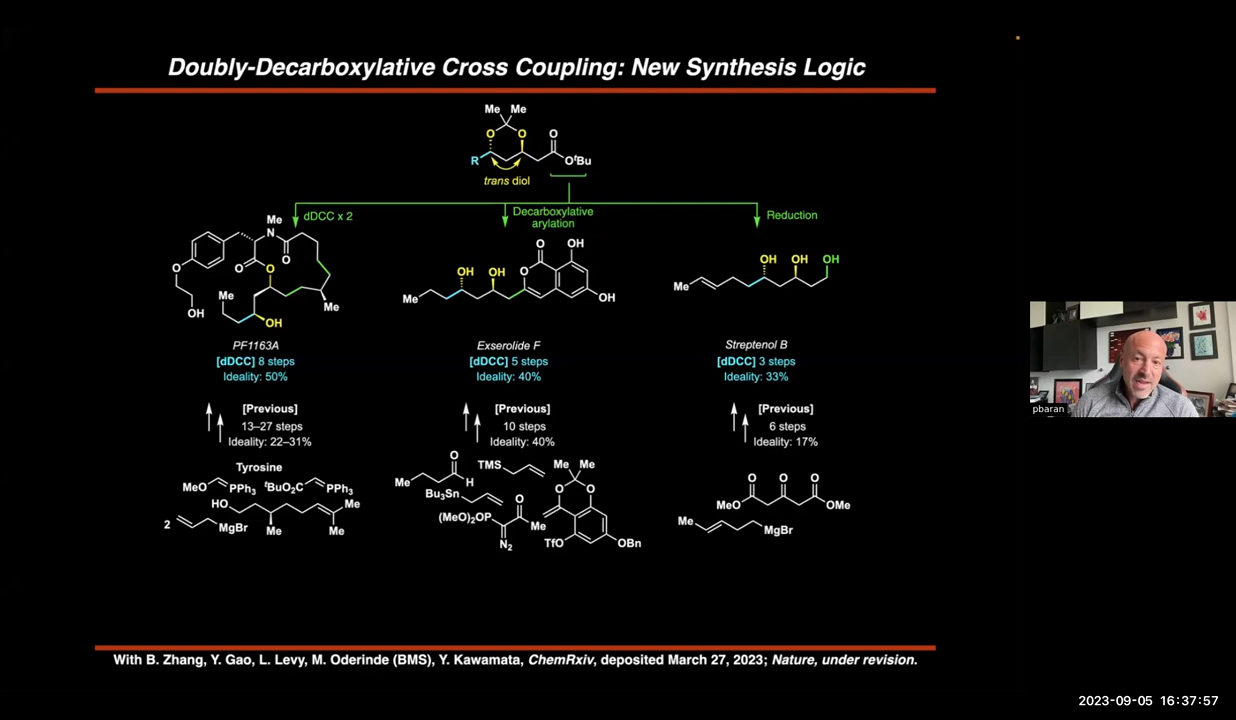 Doubly-Decarboxylative Cross Coupling: New Synthesis Logic
Me Me
O O O
R OᵗBu
trans diol
dDCC x 2
Decarboxylative
arylation
Reduction
Me
N
O
O
O
O
Me
Me
OH
OH
O OH
OH OH
O
Me
OH
OH OH OH
Me
PF1163A
[dDCC] 8 steps
Ideality: 50%
Exserolide F
[dDCC] 5 steps
Ideality: 40%
Streptenol B
[dDCC] 3 steps
Ideality: 33%
[Previous]
13–27 steps
Ideality: 22–31%
[Previous]
10 steps
Ideality: 40%
[Previous]
6 steps
Ideality: 17%
Tyrosine
MeO PPh₃ ᵗBuO₂C PPh₃
HO Me
Me Me
2 MgBr
O
Me H
TMS
Bu₃Sn
O
(MeO)₂OP Me
N₂
Me Me
O O
TfO OBn
O O O
MeO OMe
Me MgBr
pbaran
With B. Zhang, Y. Gao, L. Levy, M. Oderinde (BMS), Y. Kawamata, ChemRxiv, deposited March 27, 2023; Nature, under revision.
2023-09-05 16:37:57